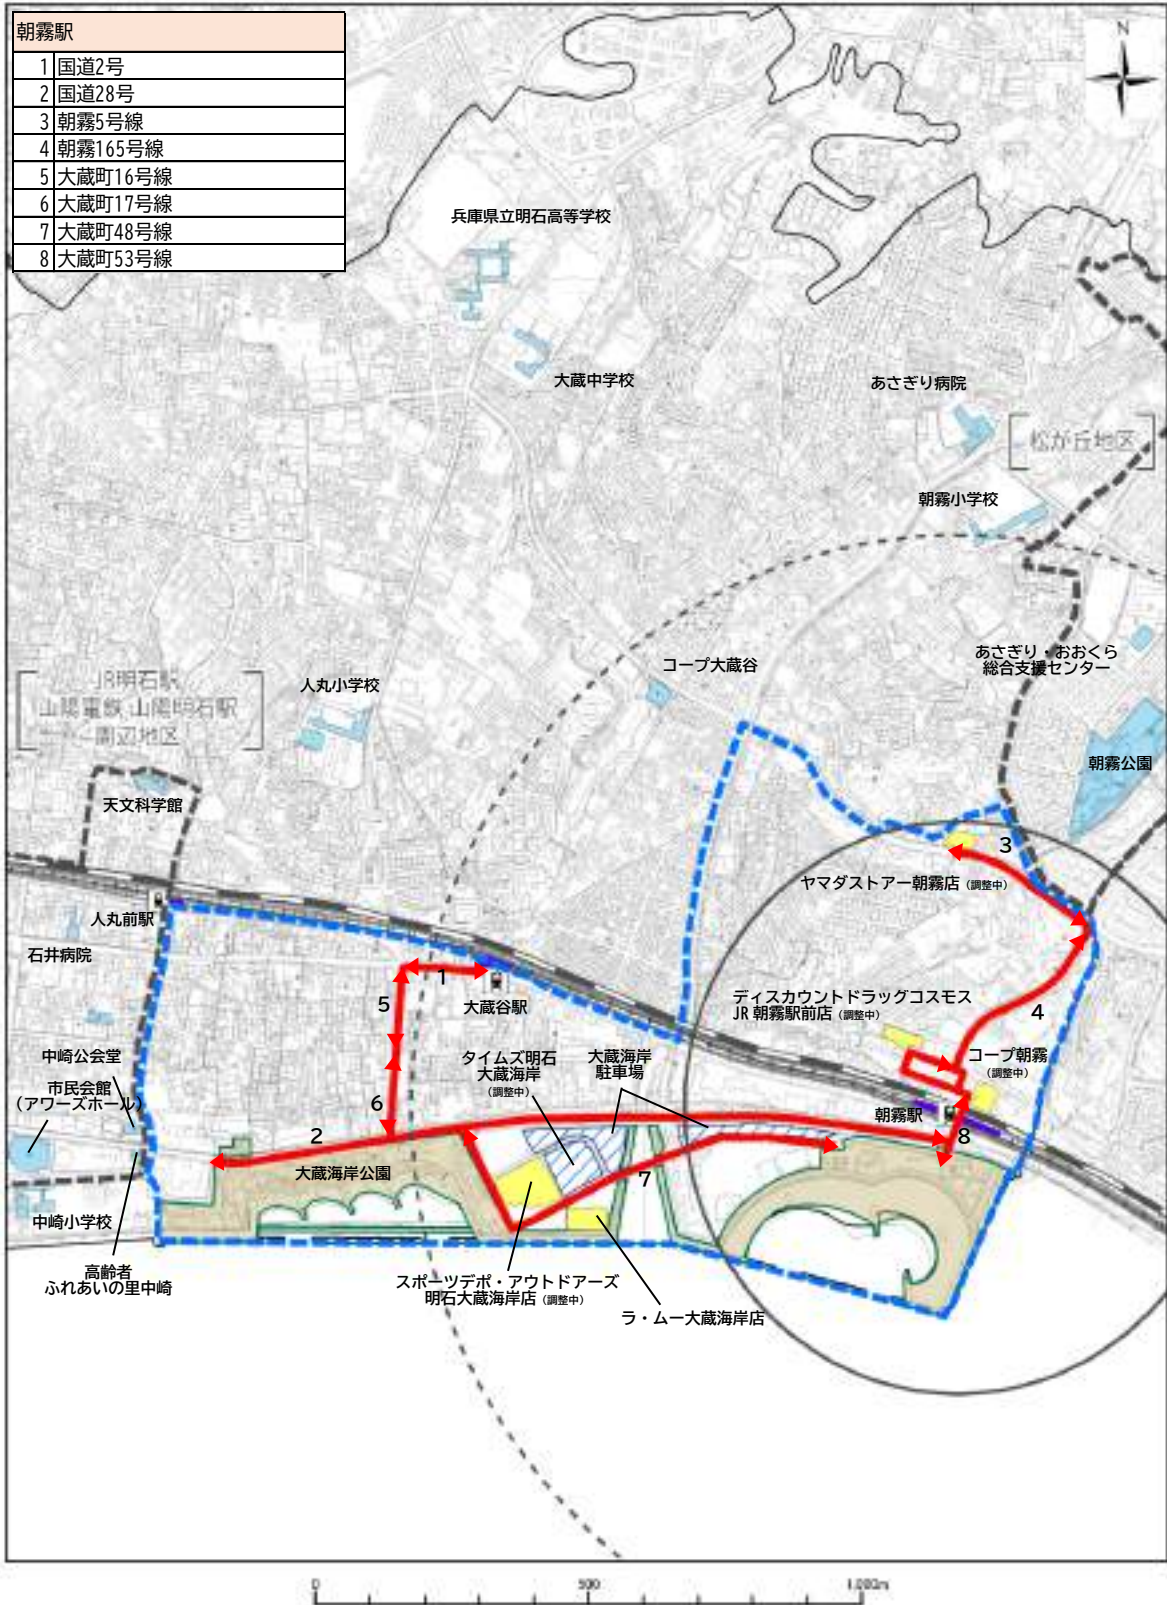 朝霧駅
1 国道2号
2 国道28号
3 朝霧5号線
4 朝霧165号線
5 大蔵町16号線
6 大蔵町17号線
7 大蔵町48号線
8 大蔵町53号線
N
兵庫県立明石高等学校
大蔵中学校
あさぎり病院
松が丘地区
朝霧小学校
あさぎり・おおくら
総合支援センター
コープ大蔵谷
人丸小学校
JR明石駅
山陽電鉄 山陽明石駅
周辺地区
朝霧公園
天文科学館
3
ヤマダストアー朝霧店（調整中）
人丸前駅
石井病院
1
5
大蔵谷駅
ディスカウントドラッグコスモス
JR 朝霧駅前店（調整中）
4
中崎公会堂
市民会館
（アワーズホール）
タイムズ明石
大蔵海岸
（調整中）
大蔵海岸
駐車場
コープ朝霧
（調整中）
朝霧駅
6
2
8
大蔵海岸公園
7
中崎小学校
高齢者
ふれあいの里中崎
スポーツデポ・アウトドアーズ
明石大蔵海岸店（調整中）
ラ・ムー大蔵海岸店
0 500 1,000m